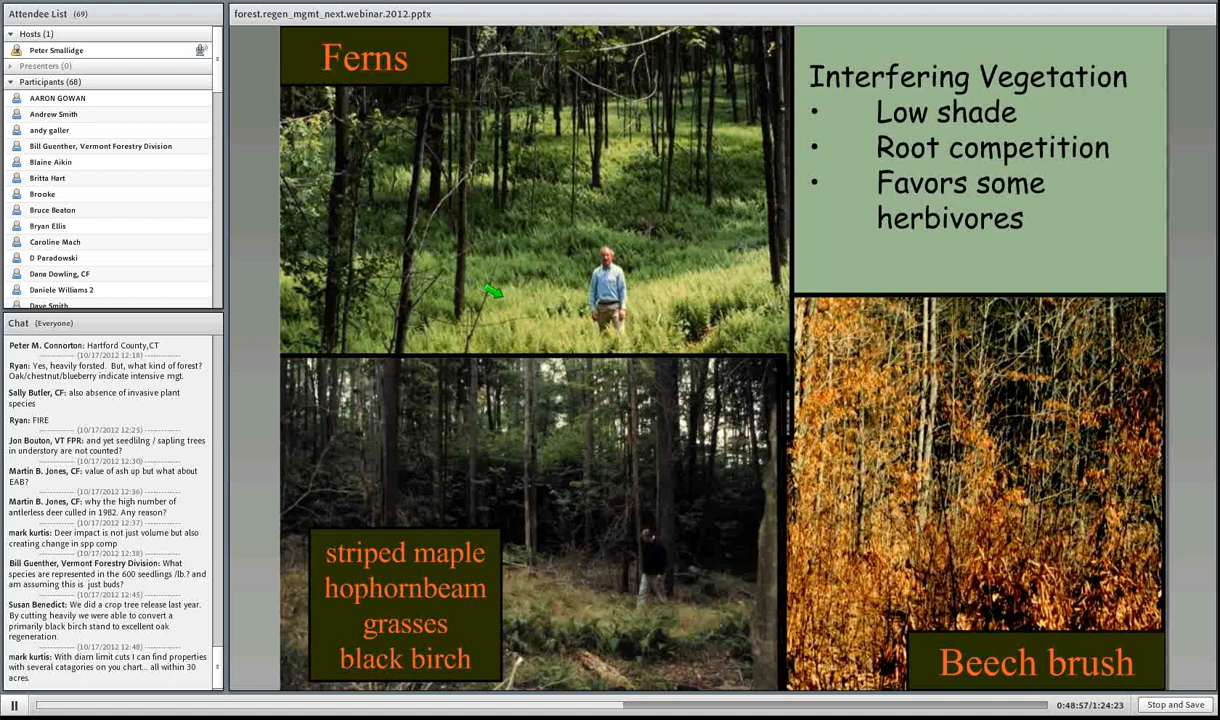 Attendee List (69)
Hosts (1)
Peter Smallidge
Presenters (0)
Participants (68)
AARON GOWAN
Andrew Smith
andy galler
Bill Guenther, Vermont Forestry Division
Blaine Aikin
Britta Hart
Brooke
Bruce Beaton
Bryan Ellis
Caroline Mach
D Paradowski
Dana Dowling, CF
Daniele Williams 2
Dave Smith
Chat (Everyone)
Peter M. Connorton: Hartford County,CT
------------- (10/17/2012 12:18) -------------
Ryan: Yes, heavily forsted. But, what kind of forest?
Oak/chestnut/blueberry indicate intensive mgt.
Sally Butler, CF: also absence of invasive plant
species
Ryan: FIRE
------------- (10/17/2012 12:25) -------------
Jon Bouton, VT FPR: and yet seedlilng / sapling trees
in understory are not counted?
------------- (10/17/2012 12:30) -------------
Martin B. Jones, CF: value of ash up but what about
EAB?
------------- (10/17/2012 12:36) -------------
Martin B. Jones, CF: why the high number of
antlerless deer culled in 1982. Any reason?
------------- (10/17/2012 12:37) -------------
mark kurtis: Deer impact is not just volume but also
creating change in spp comp
------------- (10/17/2012 12:38) -------------
Bill Guenther, Vermont Forestry Division: What
species are represented in the 600 seedlings /lb.? and
am assuming this is just buds?
------------- (10/17/2012 12:45) -------------
Susan Benedict: We did a crop tree release last year.
By cutting heavily we were able to convert a
primarily black birch stand to excellent oak
regeneration.
------------- (10/17/2012 12:48) -------------
mark kurtis: With diam limit cuts I can find properties
with several catagories on you chart... all within 30
acres.
forest.regen_mgmt_next.webinar.2012.pptx
Ferns
Interfering Vegetation
• Low shade
• Root competition
• Favors some
herbivores
striped maple
hophornbeam
grasses
black birch
Beech brush
0:48:57/1:24:23
Stop and Save